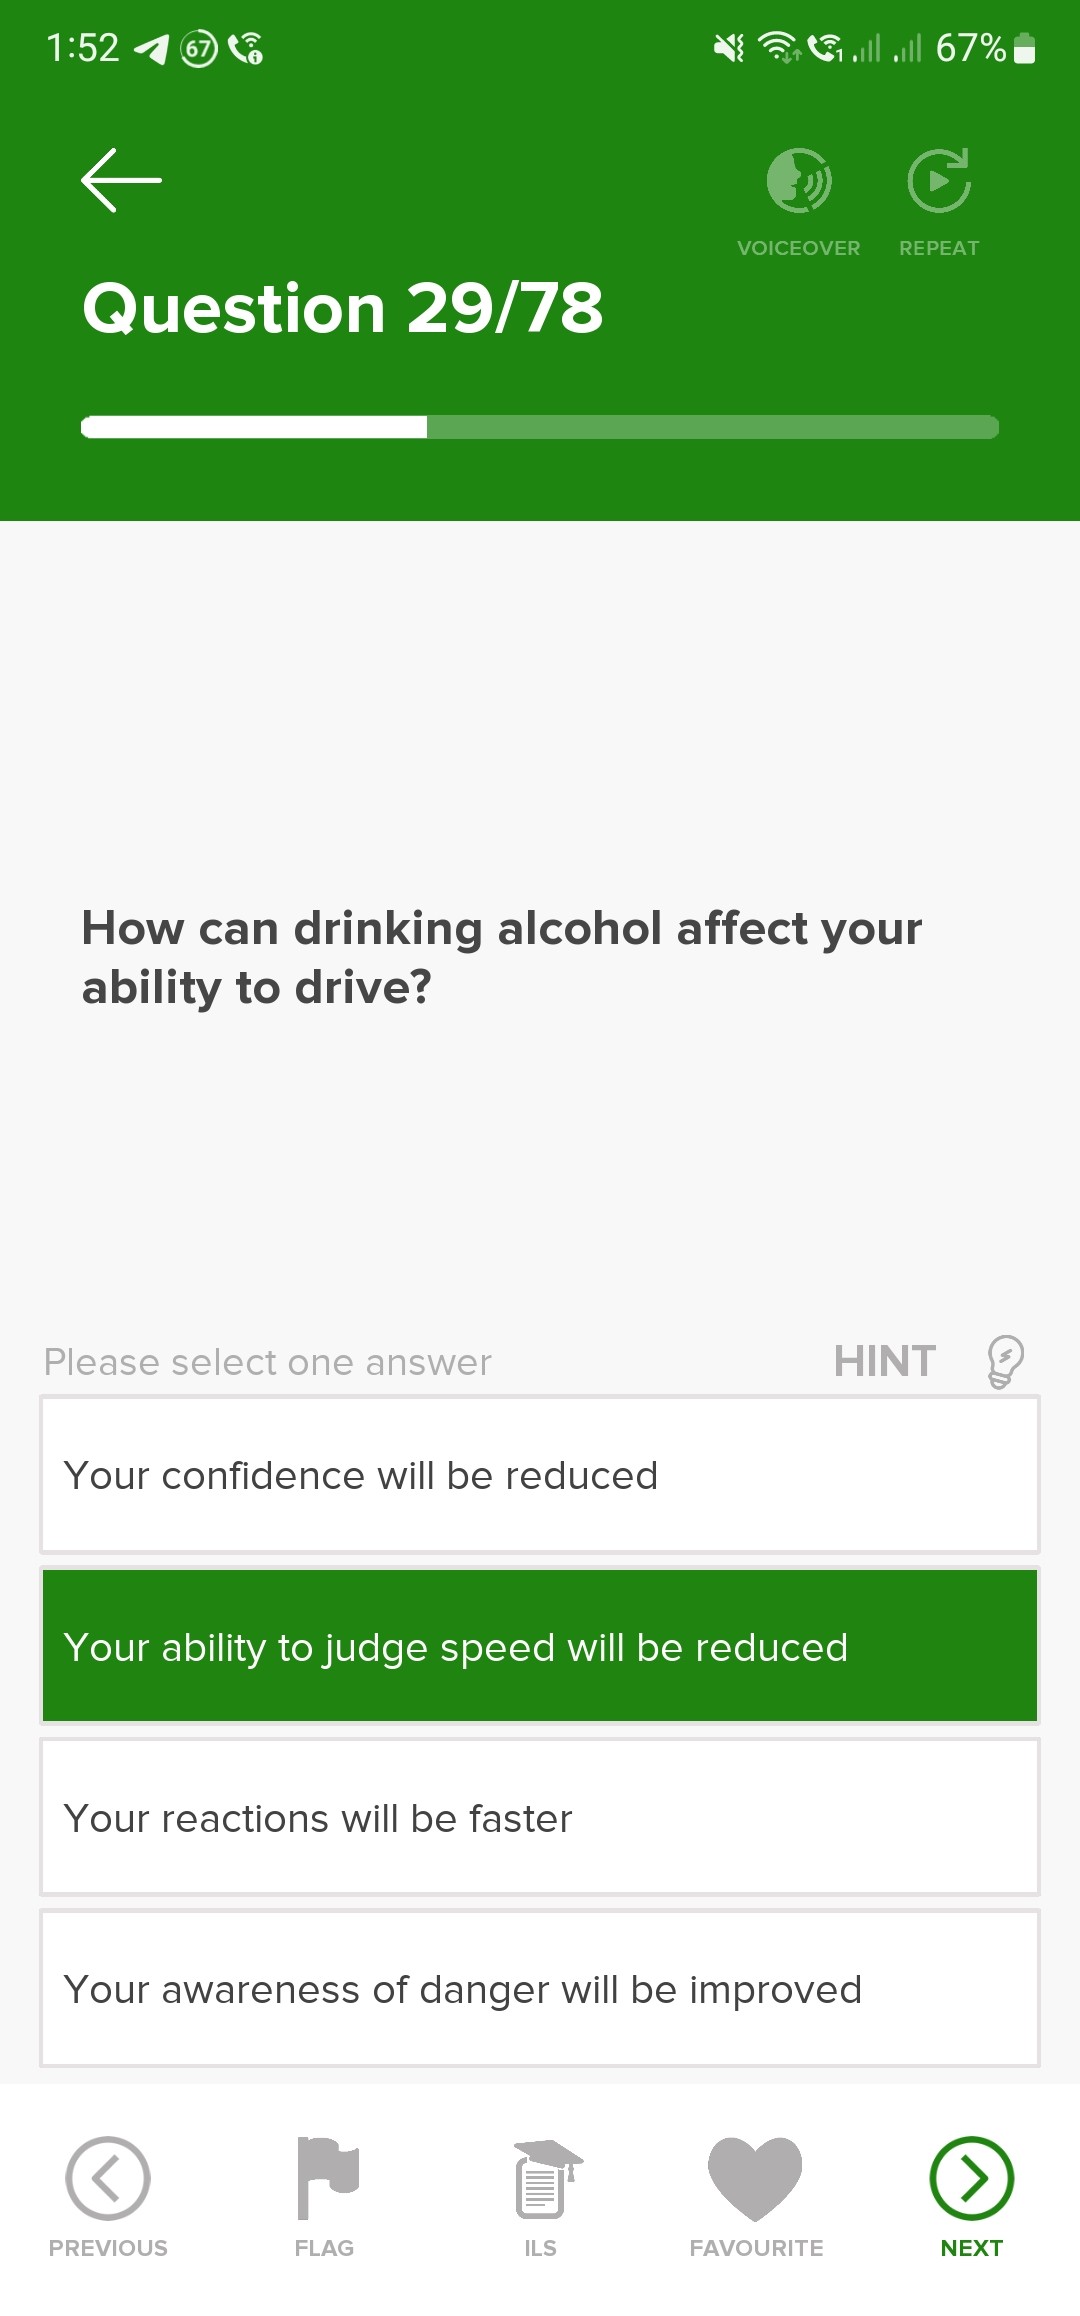 1:52 67 67%
VOICEOVER REPEAT
Question 29/78
How can drinking alcohol affect your
ability to drive?
Please select one answer HINT
Your confidence will be reduced
Your ability to judge speed will be reduced
Your reactions will be faster
Your awareness of danger will be improved
PREVIOUS FLAG ILS FAVOURITE NEXT